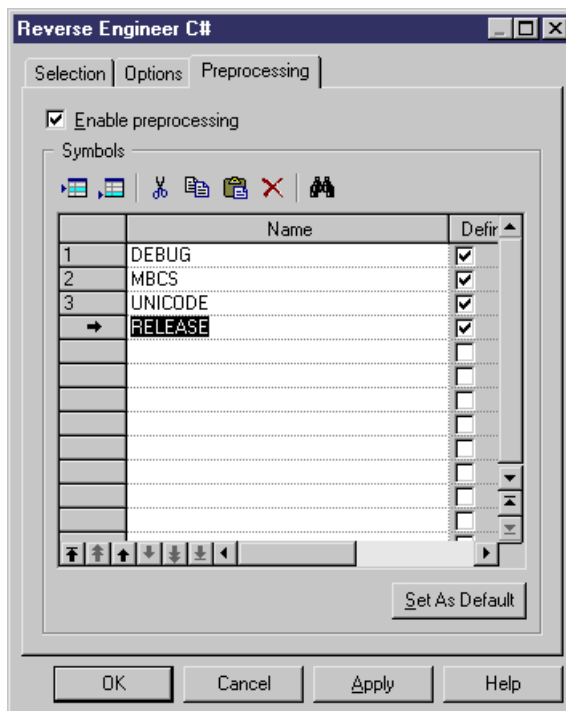 Reverse Engineer C#
Selection Options Preprocessing
Enable preprocessing
Symbols
Name Defin
1 DEBUG
2 MBCS
3 UNICODE
RELEASE
Set As Default
OK Cancel Apply Help